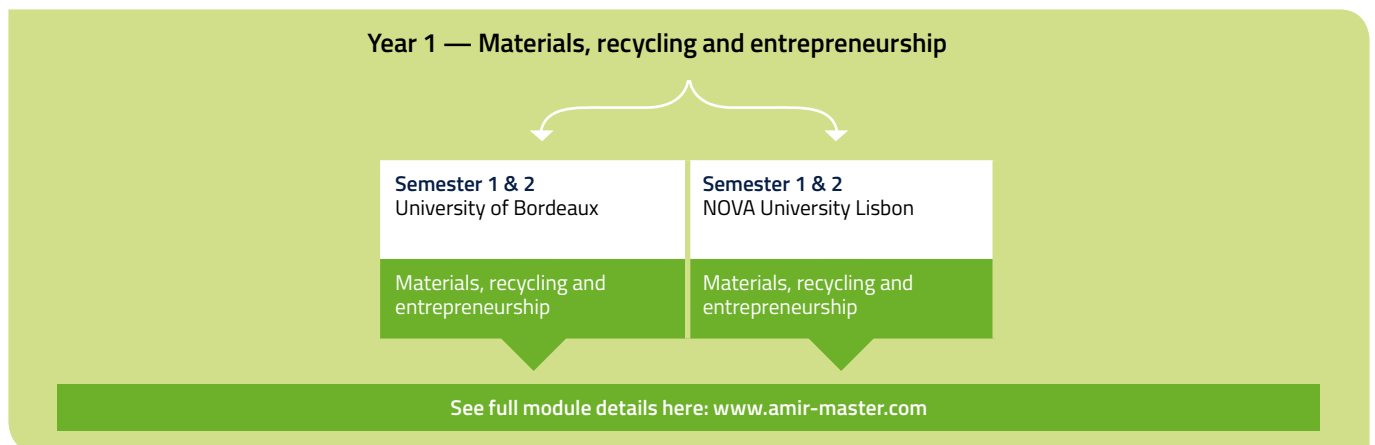 Year 1 — Materials, recycling and entrepreneurship
Semester 1 & 2
University of Bordeaux
Materials, recycling and
entrepreneurship
Semester 1 & 2
NOVA University Lisbon
Materials, recycling and
entrepreneurship
See full module details here: www.amir-master.com